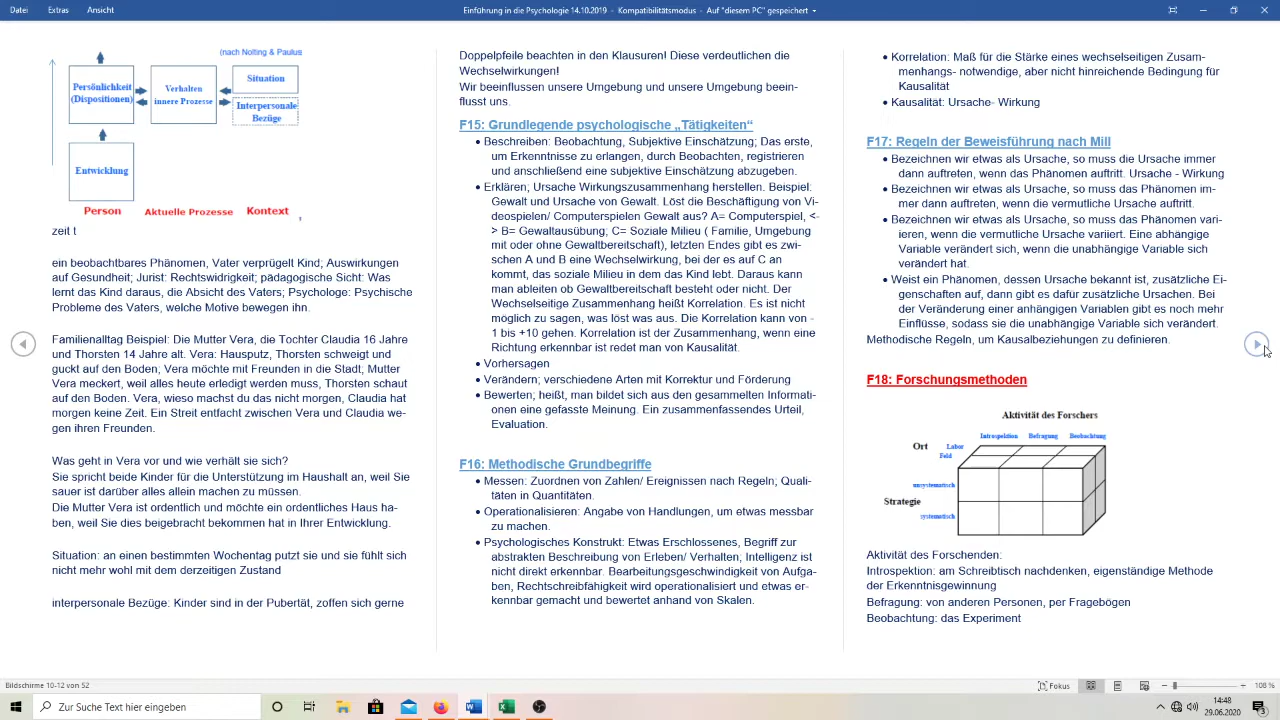 Datei Extras Ansicht
Einführung in die Psychologie 14.10.2019 - Kompatibilitätsmodus - Auf "diesem PC" gespeichert
(nach Nolting & Paulus
Persönlichkeit
(Dispositionen)
Verhalten
innere Prozesse
Situation
Interpersonale
Bezüge
Entwicklung
Person Aktuelle Prozesse Kontext
zeit t
ein beobachtbares Phänomen, Vater verprügelt Kind; Auswirkungen
auf Gesundheit; Jurist: Rechtswidrigkeit; pädagogische Sicht: Was
lernt das Kind daraus, die Absicht des Vaters; Psychologe: Psychische
Probleme des Vaters, welche Motive bewegen ihn.
Familienalltag Beispiel: Die Mutter Vera, die Tochter Claudia 16 Jahre
und Thorsten 14 Jahre alt. Vera: Hausputz, Thorsten schweigt und
guckt auf den Boden; Vera möchte mit Freunden in die Stadt; Mutter
Vera meckert, weil alles heute erledigt werden muss, Thorsten schaut
auf den Boden. Vera, wieso machst du das nicht morgen, Claudia hat
morgen keine Zeit. Ein Streit entfacht zwischen Vera und Claudia we-
gen ihren Freunden.
Was geht in Vera vor und wie verhält sie sich?
Sie spricht beide Kinder für die Unterstützung im Haushalt an, weil Sie
sauer ist darüber alles allein machen zu müssen.
Die Mutter Vera ist ordentlich und möchte ein ordentliches Haus ha-
ben, weil Sie dies beigebracht bekommen hat in Ihrer Entwicklung.
Situation: an einen bestimmten Wochentag putzt sie und sie fühlt sich
nicht mehr wohl mit dem derzeitigen Zustand
interpersonale Bezüge: Kinder sind in der Pubertät, zoffen sich gerne
Doppelpfeile beachten in den Klausuren! Diese verdeutlichen die
Wechselwirkungen!
Wir beeinflussen unsere Umgebung und unsere Umgebung beein-
flusst uns.
F15: Grundlegende psychologische „Tätigkeiten“
• Beschreiben: Beobachtung, Subjektive Einschätzung; Das erste,
um Erkenntnisse zu erlangen, durch Beobachten, registrieren
und anschließend eine subjektive Einschätzung abzugeben.
• Erklären; Ursache Wirkungszusammenhang herstellen. Beispiel:
Gewalt und Ursache von Gewalt. Löst die Beschäftigung von Vi-
deospielen/ Computerspielen Gewalt aus? A= Computerspiel, <-
> B= Gewaltausübung; C= Soziale Milieu ( Familie, Umgebung
mit oder ohne Gewaltbereitschaft), letzten Endes gibt es zwi-
schen A und B eine Wechselwirkung, bei der es auf C an
kommt, das soziale Milieu in dem das Kind lebt. Daraus kann
man ableiten ob Gewaltbereitschaft besteht oder nicht. Der
Wechselseitige Zusammenhang heißt Korrelation. Es ist nicht
möglich zu sagen, was löst was aus. Die Korrelation kann von -
1 bis +10 gehen. Korrelation ist der Zusammenhang, wenn eine
Richtung erkennbar ist redet man von Kausalität.
• Vorhersagen
• Verändern; verschiedene Arten mit Korrektur und Förderung
• Bewerten; heißt, man bildet sich aus den gesammelten Informati-
onen eine gefasste Meinung. Ein zusammenfassendes Urteil,
Evaluation.
F16: Methodische Grundbegriffe
• Messen: Zuordnen von Zahlen/ Ereignissen nach Regeln; Quali-
täten in Quantitäten.
• Operationalisieren: Angabe von Handlungen, um etwas messbar
zu machen.
• Psychologisches Konstrukt: Etwas Erschlossenes, Begriff zur
abstrakten Beschreibung von Erleben/ Verhalten; Intelligenz ist
nicht direkt erkennbar. Bearbeitungsgeschwindigkeit von Aufga-
ben, Rechtschreibfähigkeit wird operationalisiert und etwas er-
kennbar gemacht und bewertet anhand von Skalen.
• Korrelation: Maß für die Stärke eines wechselseitigen Zusam-
menhangs- notwendige, aber nicht hinreichende Bedingung für
Kausalität
• Kausalität: Ursache- Wirkung
F17: Regeln der Beweisführung nach Mill
• Bezeichnen wir etwas als Ursache, so muss die Ursache immer
dann auftreten, wenn das Phänomen auftritt. Ursache - Wirkung
• Bezeichnen wir etwas als Ursache, so muss das Phänomen im-
mer dann auftreten, wenn die vermutliche Ursache auftritt.
• Bezeichnen wir etwas als Ursache, so muss das Phänomen vari-
ieren, wenn die vermutliche Ursache variiert. Eine abhängige
Variable verändert sich, wenn die unabhängige Variable sich
verändert hat.
• Weist ein Phänomen, dessen Ursache bekannt ist, zusätzliche Ei-
genschaften auf, dann gibt es dafür zusätzliche Ursachen. Bei
der Veränderung einer anhängigen Variablen gibt es noch mehr
Einflüsse, sodass sie die unabhängige Variable sich verändert.
Methodische Regeln, um Kausalbeziehungen zu definieren.
F18: Forschungsmethoden
Aktivität des Forschers
Introspektion Befragung Beobachtung
Ort Labor
Feld
unsystematisch
Strategie
systematisch
Aktivität des Forschenden:
Introspektion: am Schreibtisch nachdenken, eigenständige Methode
der Erkenntnisgewinnung
Befragung: von anderen Personen, per Fragebögen
Beobachtung: das Experiment
Bildschirme 10-12 von 52
Fokus
108 %
Zur Suche Text hier eingeben
14:48
29.06.2020